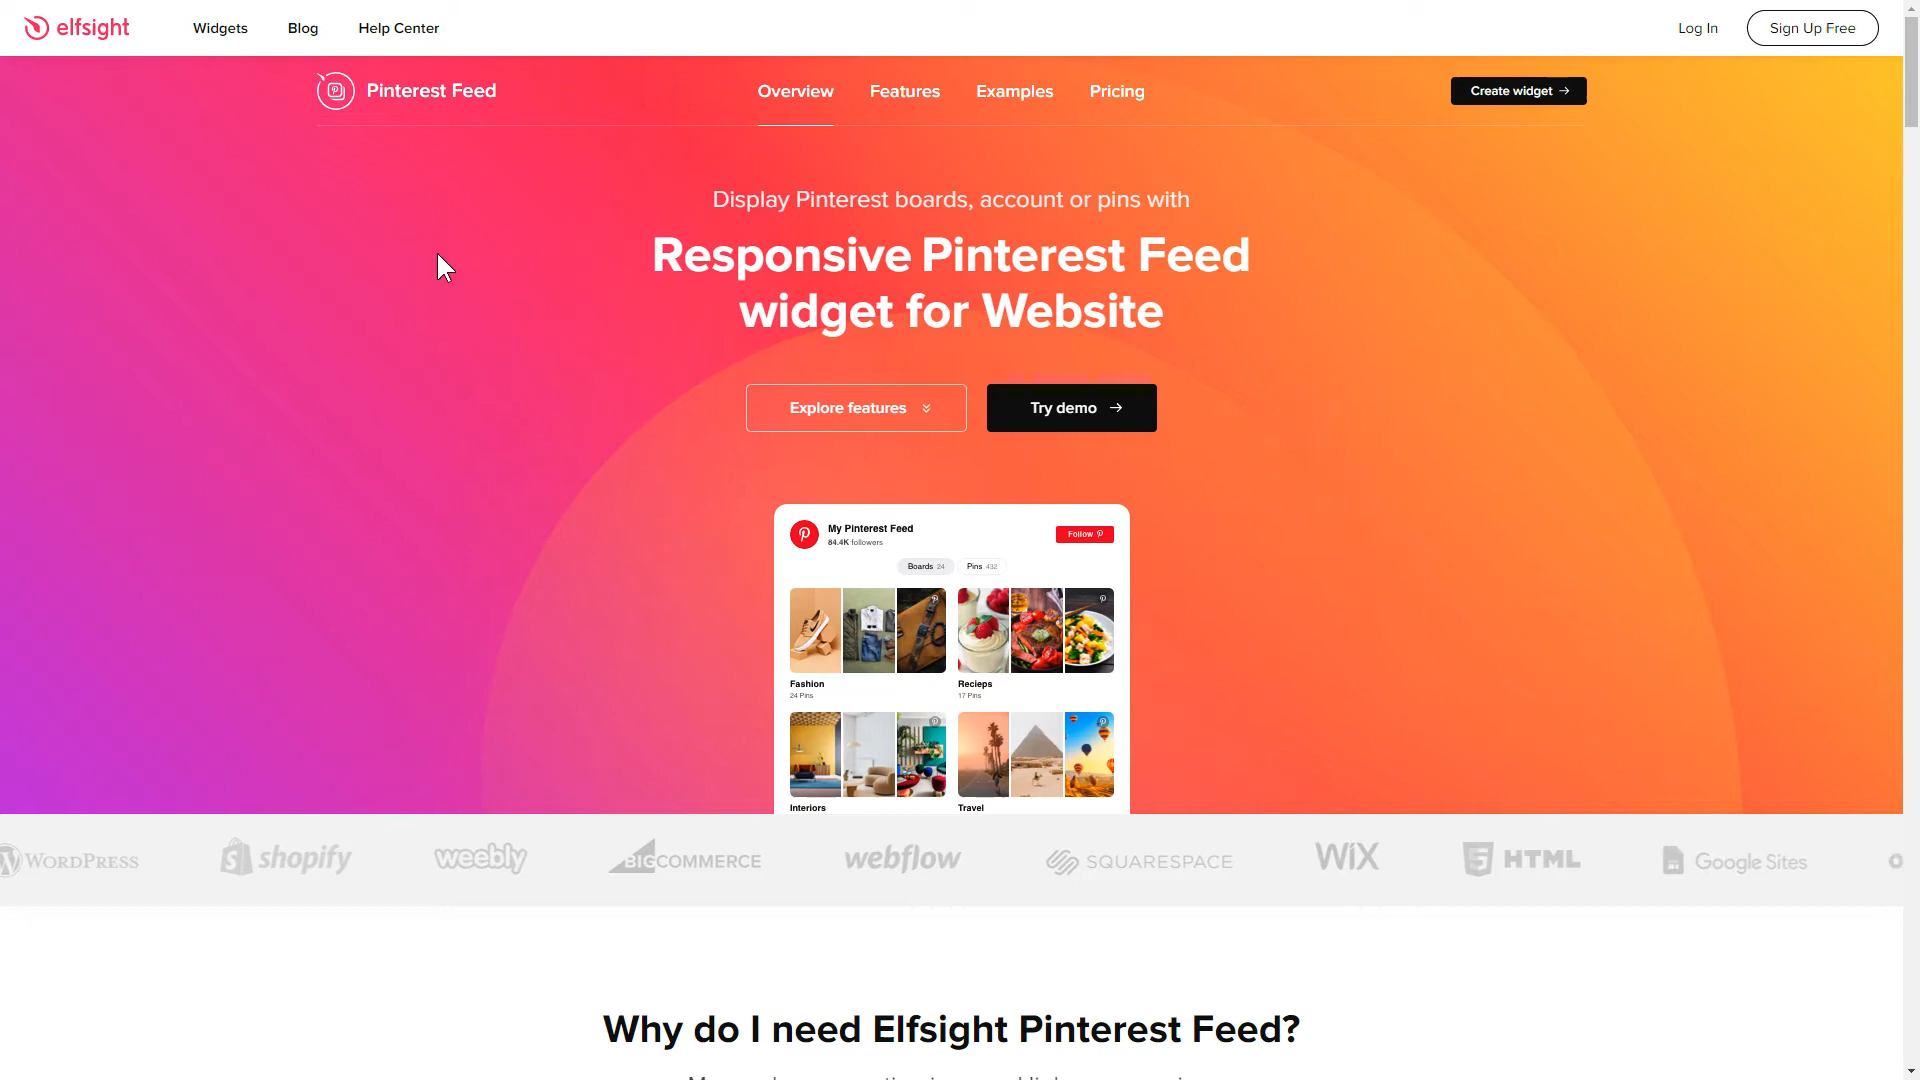 elfsight
Widgets
Blog
Help Center
Log In
Sign Up Free
Pinterest Feed
Overview
Features
Examples
Pricing
Create widget
Display Pinterest boards, account or pins with
Responsive Pinterest Feed
widget for Website
Explore features
Try demo
My Pinterest Feed
84.4K followers
Follow
Boards 24
Pins 432
Fashion
24 Pins
Recieps
17 Pins
Interiors
Travel
WORDPRESS
shopify
weebly
BIGCOMMERCE
webflow
SQUARESPACE
WiX
HTML
Google Sites
Why do I need Elfsight Pinterest Feed?